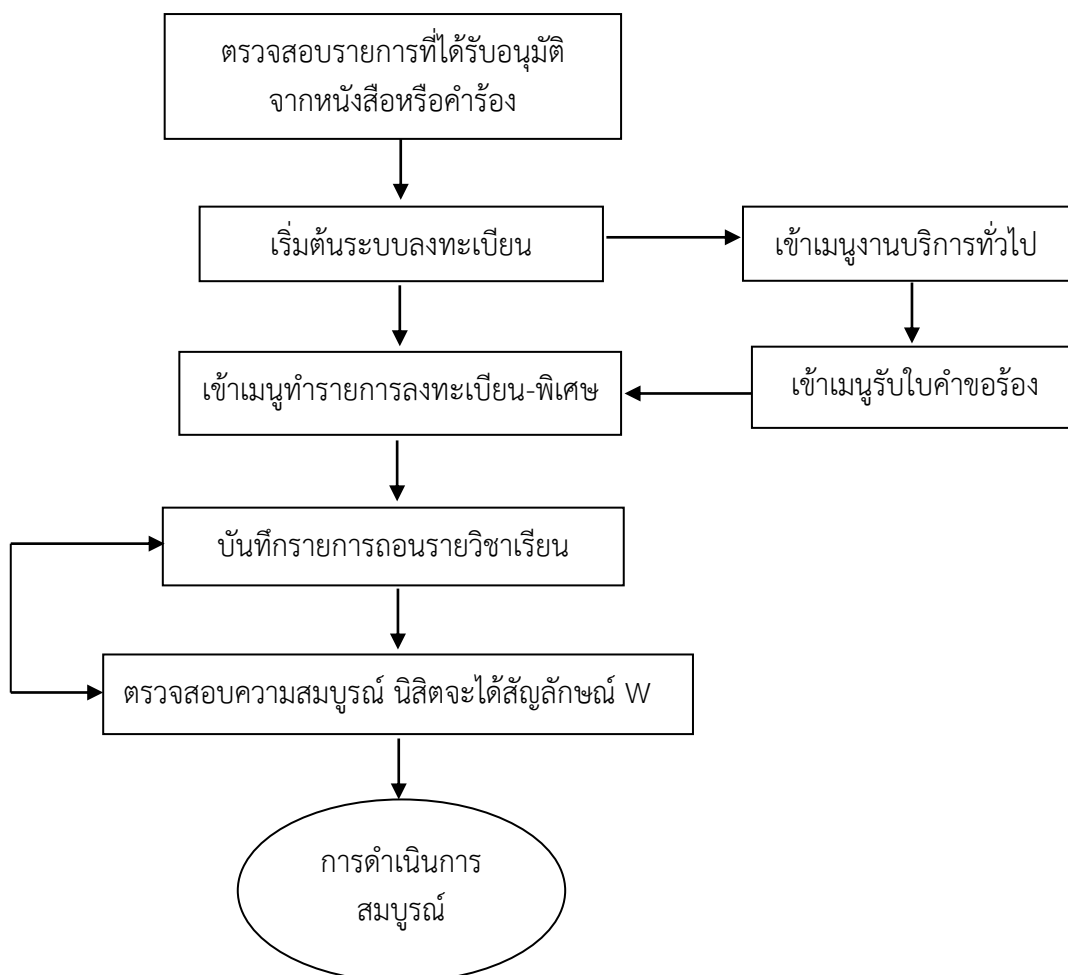 ตรวจสอบรายการที่ได้รับอนุมัติ
จากหนังสือหรือคำร้อง
เริ่มต้นระบบลงทะเบียน
เข้าเมนูงานบริการทั่วไป
เข้าเมนูทำรายการลงทะเบียน-พิเศษ
เข้าเมนูรับใบคำขอร้อง
บันทึกรายการถอนรายวิชาเรียน
ตรวจสอบความสมบูรณ์ นิสิตจะได้สัญลักษณ์ W
การดำเนินการ
สมบูรณ์